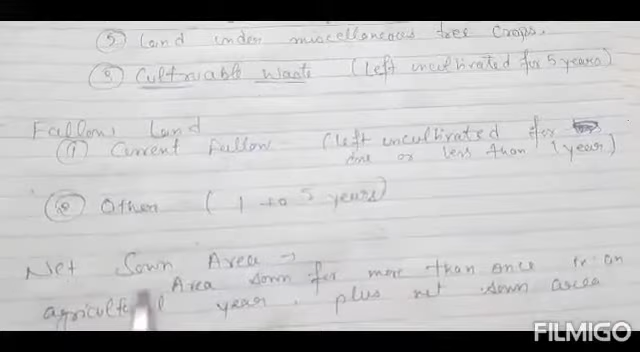 ⑤ Land under miscellaneous tree Crops.
⑥ Cultruable Waste (Left uncultivated for 5 years)
Fallow Land
① Current Fallow (left uncultivated for
one or less than 1 year)
② Other (1 to 5 years)
Net Sown Area →
Area sown for more than once in an
year. plus net sown area
FILMIGO